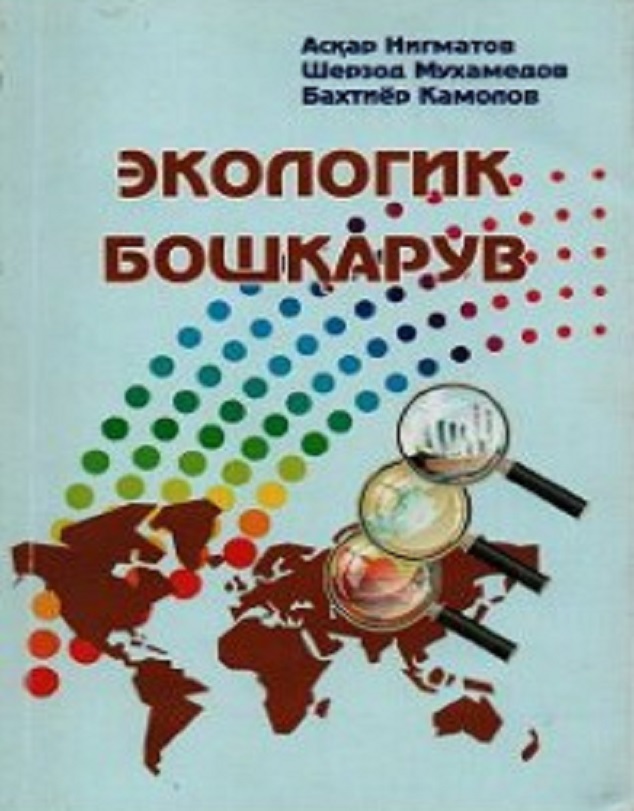 Асқар Нигматов
Шерзод Мухамедов
Бахтиёр Камолов
ЭКОЛОГИК
БОШҚАРУВ